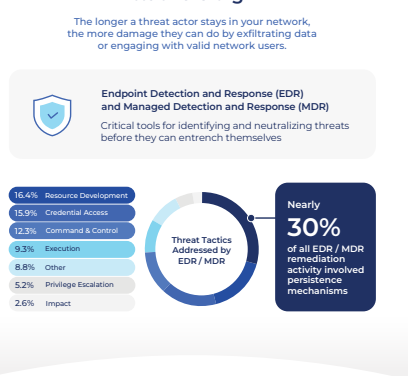 The longer a threat actor stays in your network,
the more damage they can do by exfiltrating data
or engaging with valid network users.
Endpoint Detection and Response (EDR)
and Managed Detection and Response (MDR)
Critical tools for identifying and neutralizing threats
before they can entrench themselves
16.4% Resource Development
15.9% Credential Access
12.3% Command & Control
9.3% Execution
8.8% Other
5.2% Privilege Escalation
2.6% Impact
Threat Tactics
Addressed by
EDR / MDR
Nearly
30%
of all EDR / MDR
remediation
activity involved
persistence
mechanisms